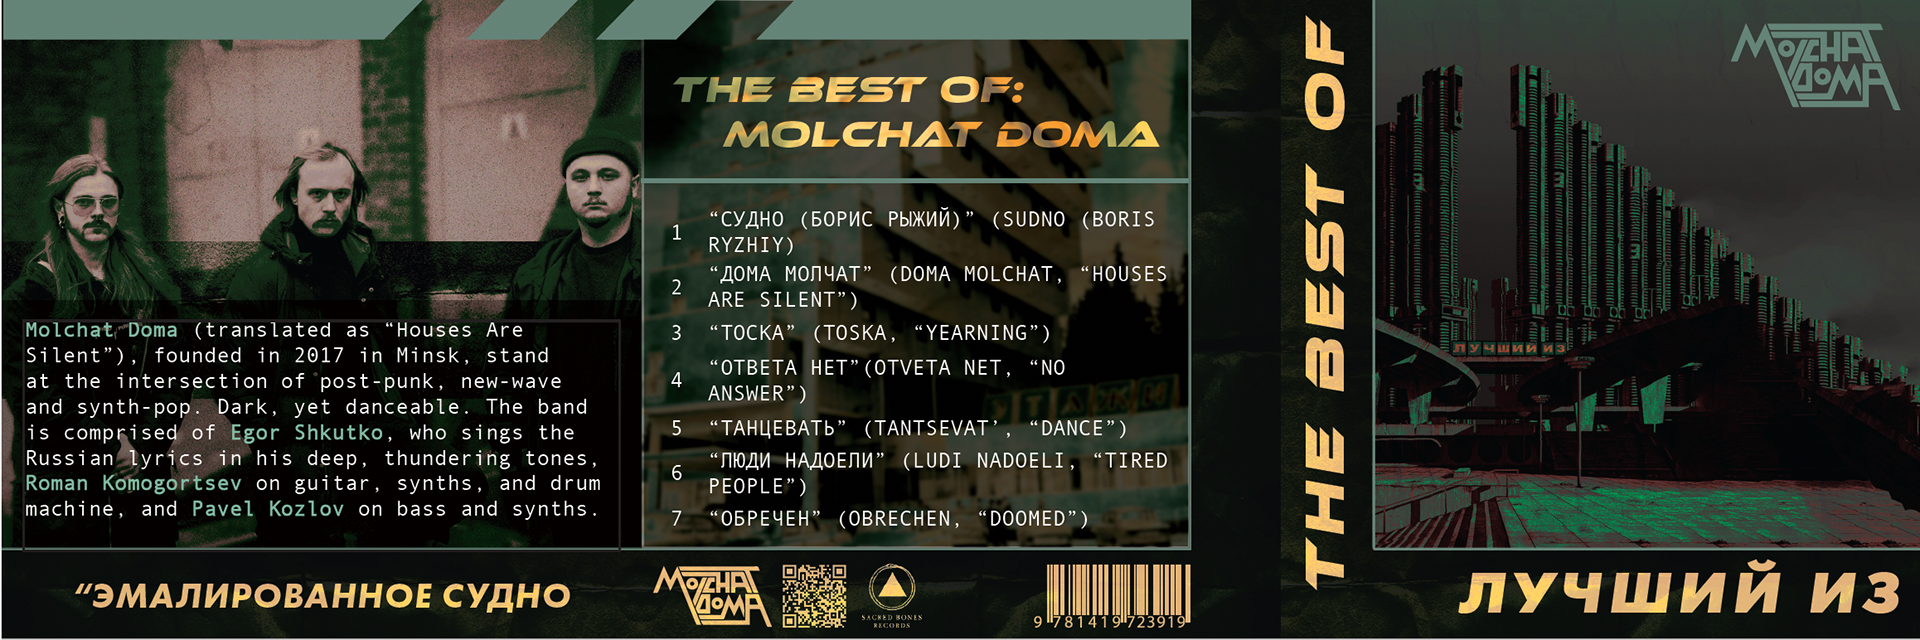 Molchat Doma (translated as “Houses Are
Silent”), founded in 2017 in Minsk, stand
at the intersection of post-punk, new-wave
and synth-pop. Dark, yet danceable. The band
is comprised of Egor Shkutko, who sings the
Russian lyrics in his deep, thundering tones,
Roman Komogortsev on guitar, synths, and drum
machine, and Pavel Kozlov on bass and synths.
“ЭМАЛИРОВАННОЕ СУДНО
THE BEST OF:
MOLCHAT DOMA
1 “СУДНО (БОРИС РЫЖИЙ)” (SUDNO (BORIS
RYZHIY)
2 “ДОМА МОЛЧАТ” (DOMA MOLCHAT, “HOUSES
ARE SILENT”)
3 “ТОСКА” (TOSKA, “YEARNING”)
4 “ОТВЕТА НЕТ”(OTVETA NET, “NO
ANSWER”)
5 “ТАНЦЕВАТЬ” (TANTSEVAT’, “DANCE”)
6 “ЛЮДИ НАДОЕЛИ” (LUDI NADOELI, “TIRED
PEOPLE”)
7 “ОБРЕЧЕН” (OBRECHEN, “DOOMED”)
MOLCHAT
DOMA
SACRED BONES
RECORDS
9 781419 723919
THE BEST OF
MOLCHAT
DOMA
ЛУЧШИЙ ИЗ
ЛУЧШИЙ ИЗ